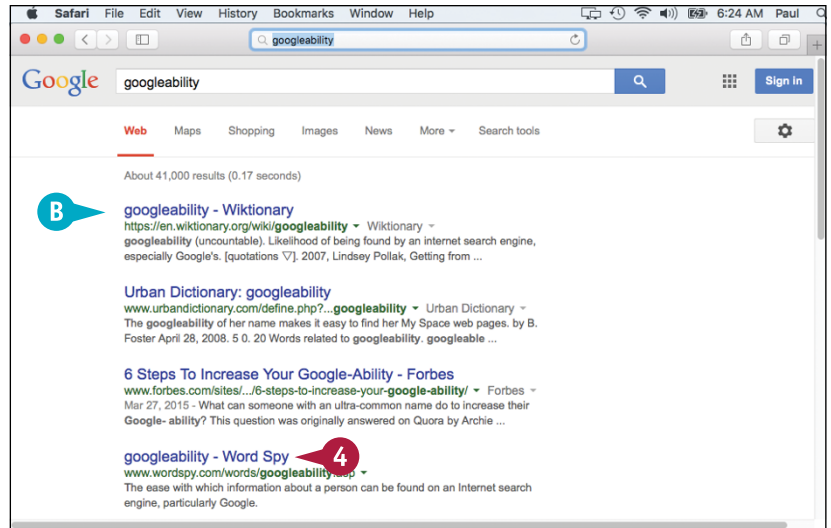 Safari File Edit View History Bookmarks Window Help 6:24 AM Paul
googleability
Google googleability Sign in
Web Maps Shopping Images News More Search tools
About 41,000 results (0.17 seconds)
B
googleability - Wiktionary
https://en.wiktionary.org/wiki/googleability Wiktionary
googleability (uncountable). Likelihood of being found by an internet search engine,
especially Google's. [quotations ▽]. 2007, Lindsey Pollak, Getting from ...
Urban Dictionary: googleability
www.urbandictionary.com/define.php?...googleability Urban Dictionary
The googleability of her name makes it easy to find her My Space web pages. by B.
Foster April 28, 2008. 5 0. 20 Words related to googleability. googleable ...
6 Steps To Increase Your Google-Ability - Forbes
www.forbes.com/sites/.../6-steps-to-increase-your-google-ability/ Forbes
Mar 27, 2015 - What can someone with an ultra-common name do to increase their
Google- ability? This question was originally answered on Quora by Archie ...
googleability - Word Spy 4
www.wordspy.com/words/googleability
The ease with which information about a person can be found on an Internet search
engine, particularly Google.